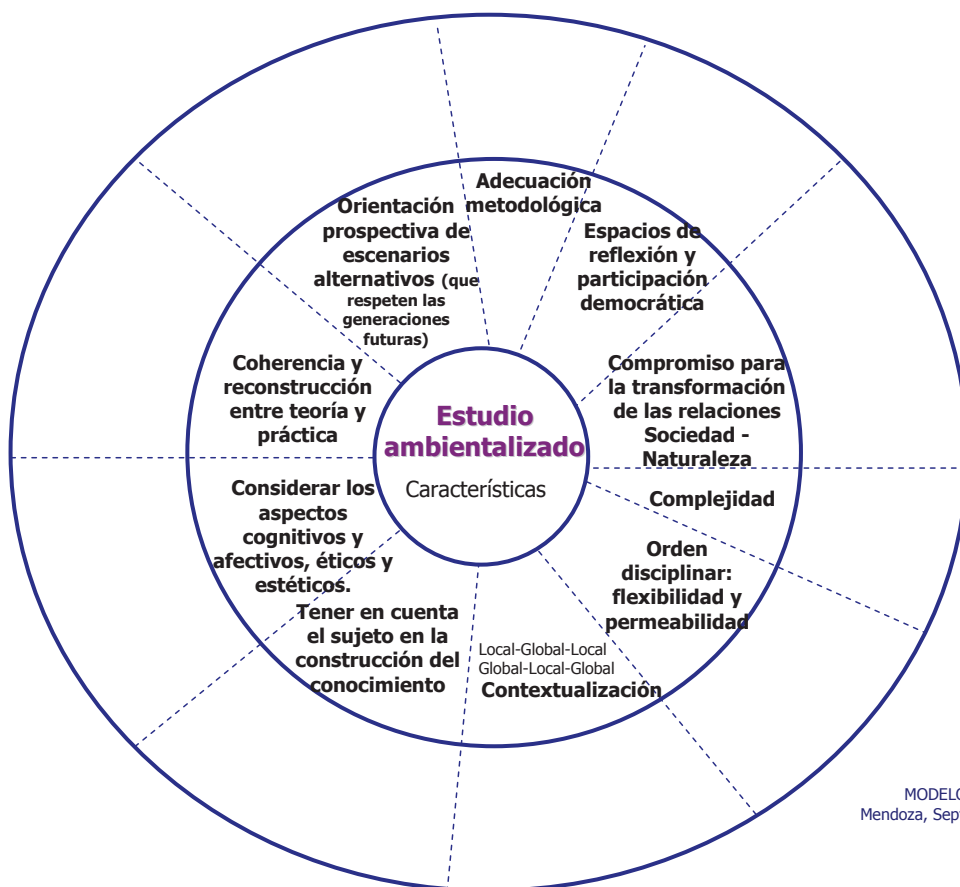 Adecuación
metodológica
Orientación
prospectiva de
escenarios
alternativos (que
respeten las
generaciones
futuras)
Espacios de
reflexión y
participación
democrática
Coherencia y
reconstrucción
entre teoría y
práctica
Compromiso para
la transformación
de las relaciones
Sociedad -
Naturaleza
Estudio
ambientalizado
Características
Considerar los
aspectos
cognitivos y
afectivos, éticos y
estéticos.
Complejidad
Orden
disciplinar:
flexibilidad y
permeabilidad
Tener en cuenta
el sujeto en la
construcción del
conocimiento
Local-Global-Local
Global-Local-Global
Contextualización
MODELO
Mendoza, Sept